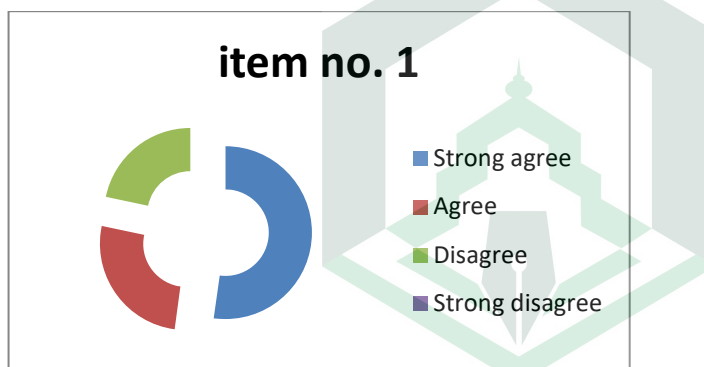 item no. 1
Strong agree
Agree
Disagree
Strong disagree